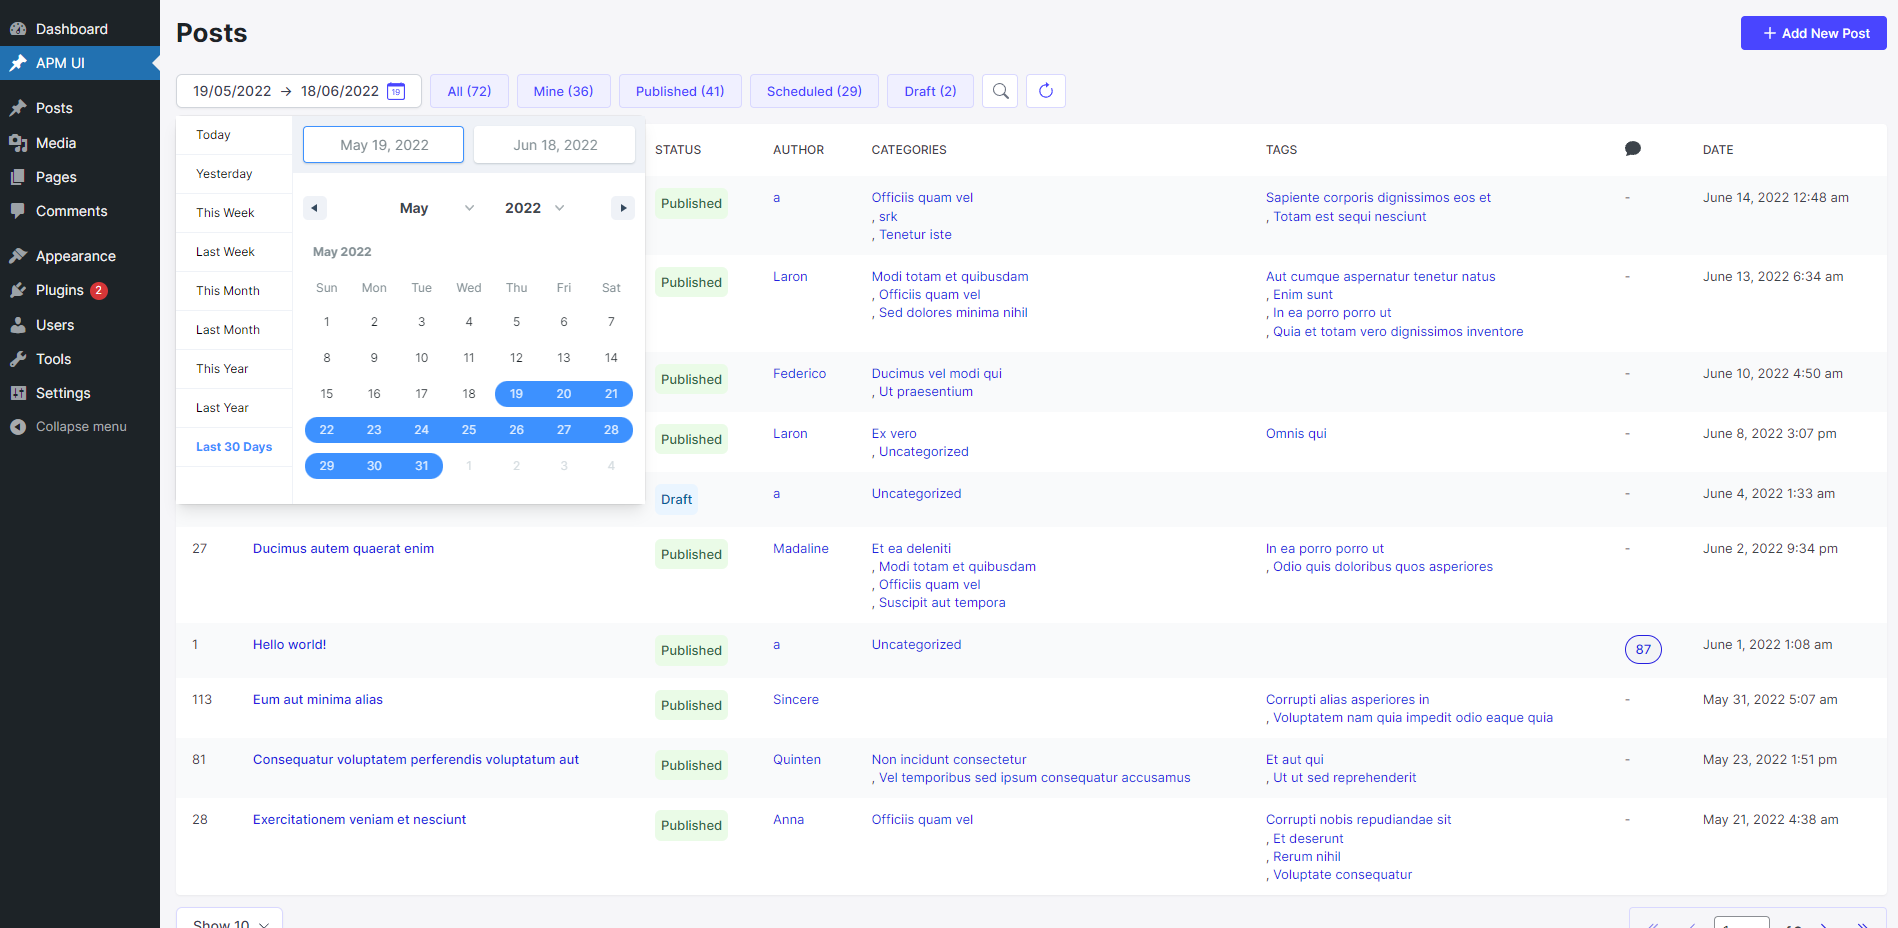 Dashboard
APM UI
Posts
Media
Pages
Comments
Appearance
Plugins 2
Users
Tools
Settings
Collapse menu
Posts
+ Add New Post
19/05/2022 → 18/06/2022 19
All (72)
Mine (36)
Published (41)
Scheduled (29)
Draft (2)
Today
Yesterday
This Week
Last Week
This Month
Last Month
This Year
Last Year
Last 30 Days
May 19, 2022 Jun 18, 2022
May 2022
May 2022
Sun Mon Tue Wed Thu Fri Sat
1 2 3 4 5 6 7
8 9 10 11 12 13 14
15 16 17 18 19 20 21
22 23 24 25 26 27 28
29 30 31 1 2 3 4
STATUS AUTHOR CATEGORIES TAGS DATE
Published a Officiis quam vel Sapiente corporis dignissimos eos et - June 14, 2022 12:48 am
, srk , Totam est sequi nesciunt
, Tenetur iste
Published Laron Modi totam et quibusdam Aut cumque aspernatur tenetur natus - June 13, 2022 6:34 am
, Officiis quam vel , Enim sunt
, Sed dolores minima nihil , In ea porro porro ut
, Quia et totam vero dignissimos inventore
Published Federico Ducimus vel modi qui - June 10, 2022 4:50 am
, Ut praesentium
Published Laron Ex vero Omnis qui - June 8, 2022 3:07 pm
, Uncategorized
Draft a Uncategorized - June 4, 2022 1:33 am
27 Ducimus autem quaerat enim Published Madaline Et ea deleniti In ea porro porro ut - June 2, 2022 9:34 pm
, Modi totam et quibusdam , Odio quis doloribus quos asperiores
, Officiis quam vel
, Suscipit aut tempora
1 Hello world! Published a Uncategorized 87 June 1, 2022 1:08 am
113 Eum aut minima alias Published Sincere Corrupti alias asperiores in - May 31, 2022 5:07 am
, Voluptatem nam quia impedit odio eaque quia
81 Consequatur voluptatem perferendis voluptatum aut Published Quinten Non incidunt consectetur Et aut qui - May 23, 2022 1:51 pm
, Vel temporibus sed ipsum consequatur accusamus , Ut ut sed reprehenderit
28 Exercitationem veniam et nesciunt Published Anna Officiis quam vel Corrupti nobis repudiandae sit - May 21, 2022 4:38 am
, Et deserunt
, Rerum nihil
, Voluptate consequatur
Show 10